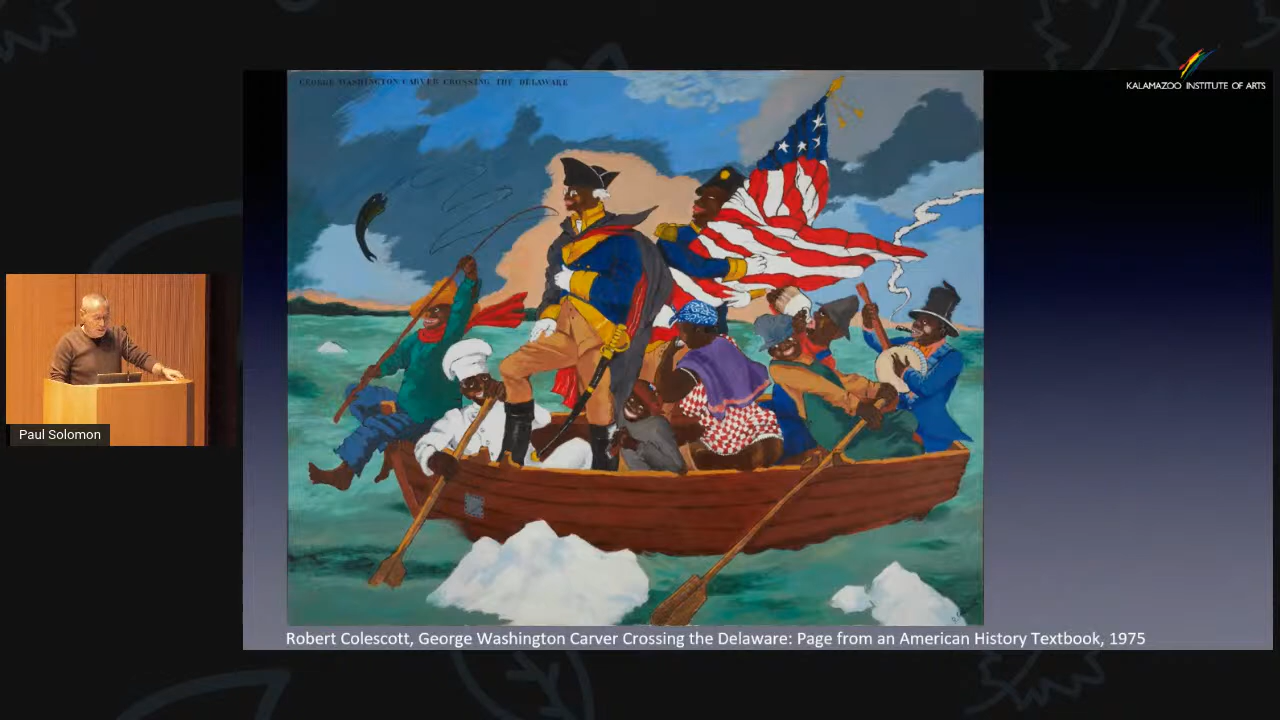 KALAMAZOO INSTITUTE OF ARTS
GEORGE WASHINGTON CARVER CROSSING THE DELAWARE
Paul Solomon
Robert Colescott, George Washington Carver Crossing the Delaware: Page from an American History Textbook, 1975